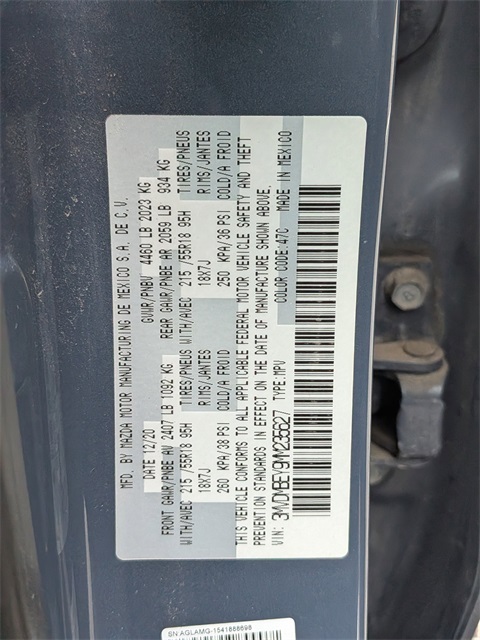 MFD. BY MAZDA MOTOR MANUFACTURING DE MEXICO S.A. DE C.V.
DATE 12/20 GVWR/PNBV 4460 LB 2023 KG
FRONT GAWR/PNBE AV 2407 LB 1092 KG REAR GAWR/PNBE AR 2059 LB 934 KG
WITH/AVEC 215 /55R18 95H TIRES/PNEUS WITH/AVEC 215 /55R18 95H TIRES/PNEUS
18X7J RIMS/JANTES 18X7J RIMS/JANTES
260 KPA/38 PSI COLD/A FROID 250 KPA/36 PSI COLD/A FROID
THIS VEHICLE CONFORMS TO ALL APPLICABLE FEDERAL MOTOR VEHICLE SAFETY AND THEFT
PREVENTION STANDARDS IN EFFECT ON THE DATE OF MANUFACTURE SHOWN ABOVE.
VIN: 3MVDMBEY9MM235627 TYPE:MPV COLOR CODE:47C MADE IN MEXICO
SN:AGLAMG-1541888698